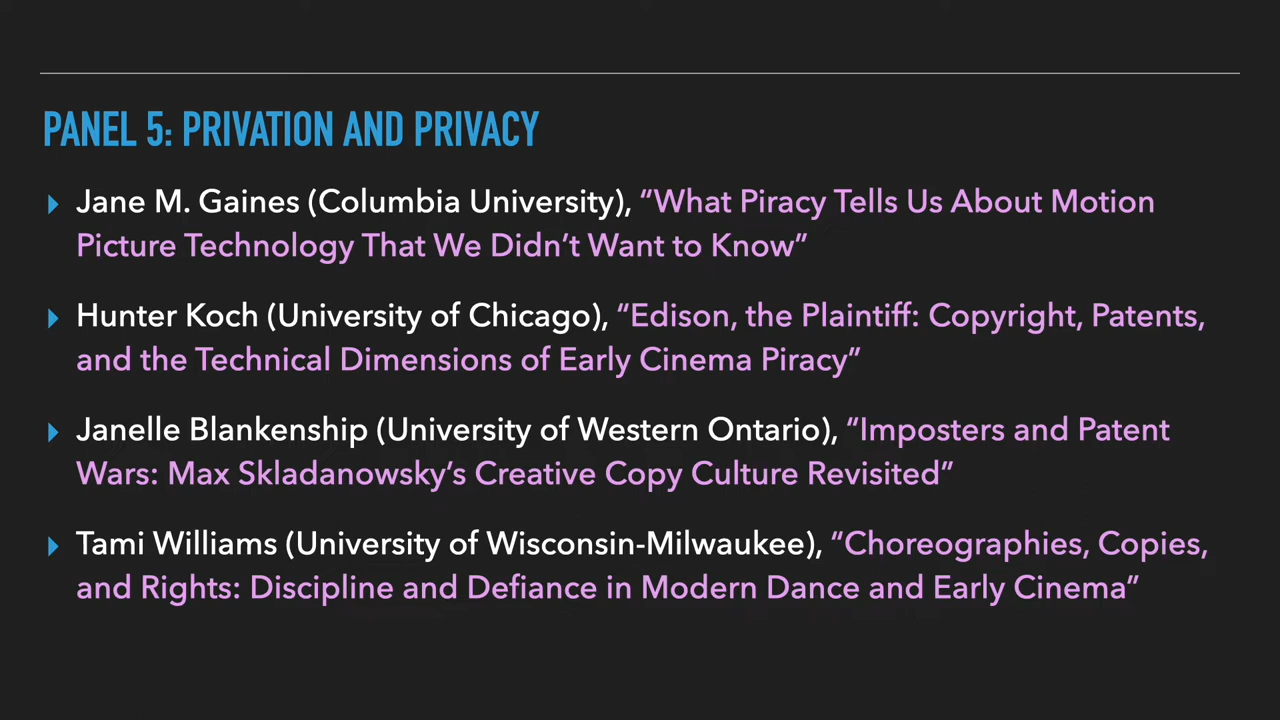 PANEL 5: PRIVATION AND PRIVACY
Jane M. Gaines (Columbia University), “What Piracy Tells Us About Motion
Picture Technology That We Didn’t Want to Know”
Hunter Koch (University of Chicago), “Edison, the Plaintiff: Copyright, Patents,
and the Technical Dimensions of Early Cinema Piracy”
Janelle Blankenship (University of Western Ontario), “Imposters and Patent
Wars: Max Skladanowsky’s Creative Copy Culture Revisited”
Tami Williams (University of Wisconsin-Milwaukee), “Choreographies, Copies,
and Rights: Discipline and Defiance in Modern Dance and Early Cinema”